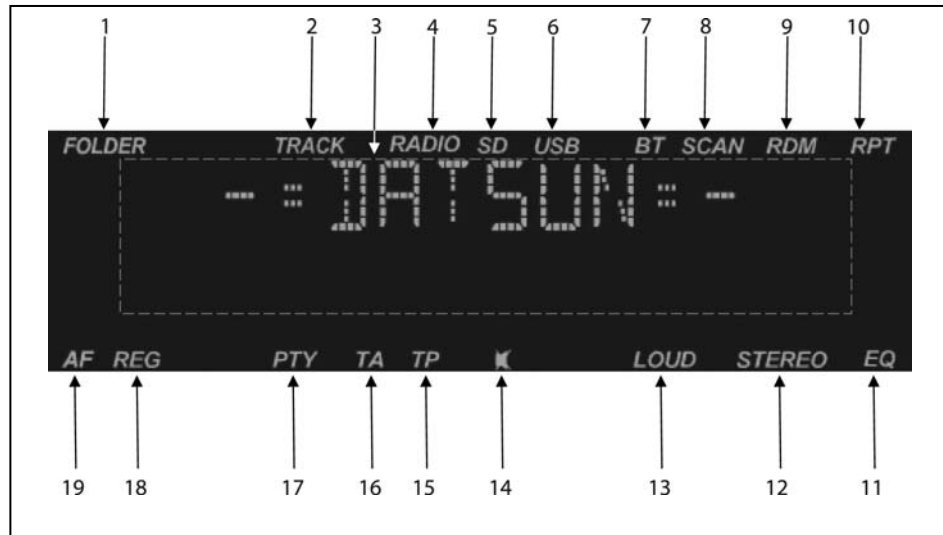 1 2 3 4 5 6 7 8 9 10
FOLDER TRACK RADIO SD USB BT SCAN RDM RPT
- = DATSUN = -
AF REG PTY TA TP LOUD STEREO EQ
19 18 17 16 15 14 13 12 11